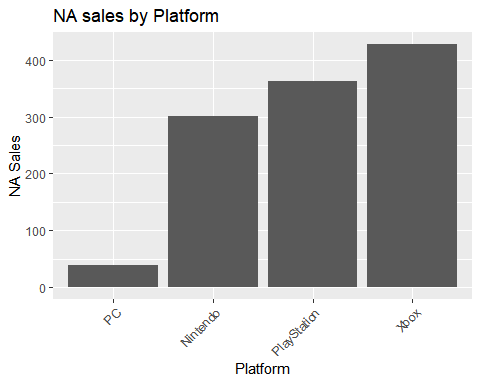 NA sales by Platform
NA Sales
400
300
200
100
0
PC
Nintendo
PlayStation
Xbox
Platform